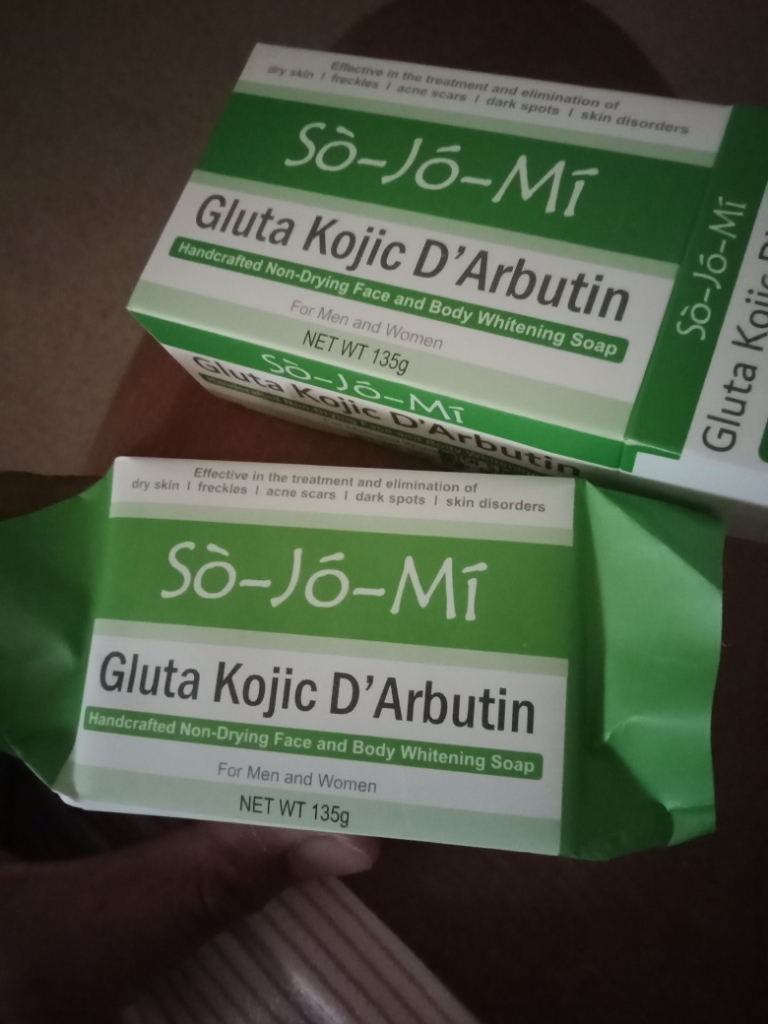 Effective in the treatment and elimination of
dry skin I freckles I acne scars I dark spots I skin disorders
Sò-Jó-Mí
Gluta Kojic D'Arbutin
Handcrafted Non-Drying Face and Body Whitening Soap
For Men and Women
NET WT 135g
Sò-Jó-Mí
Gluta Kojic
Sò-Jó-Mí
Gluta Kojic D'Arbutin
Effective in the treatment and elimination of
dry skin I freckles I acne scars I dark spots I skin disorders
Sò-Jó-Mí
Gluta Kojic D'Arbutin
Handcrafted Non-Drying Face and Body Whitening Soap
For Men and Women
NET WT 135g